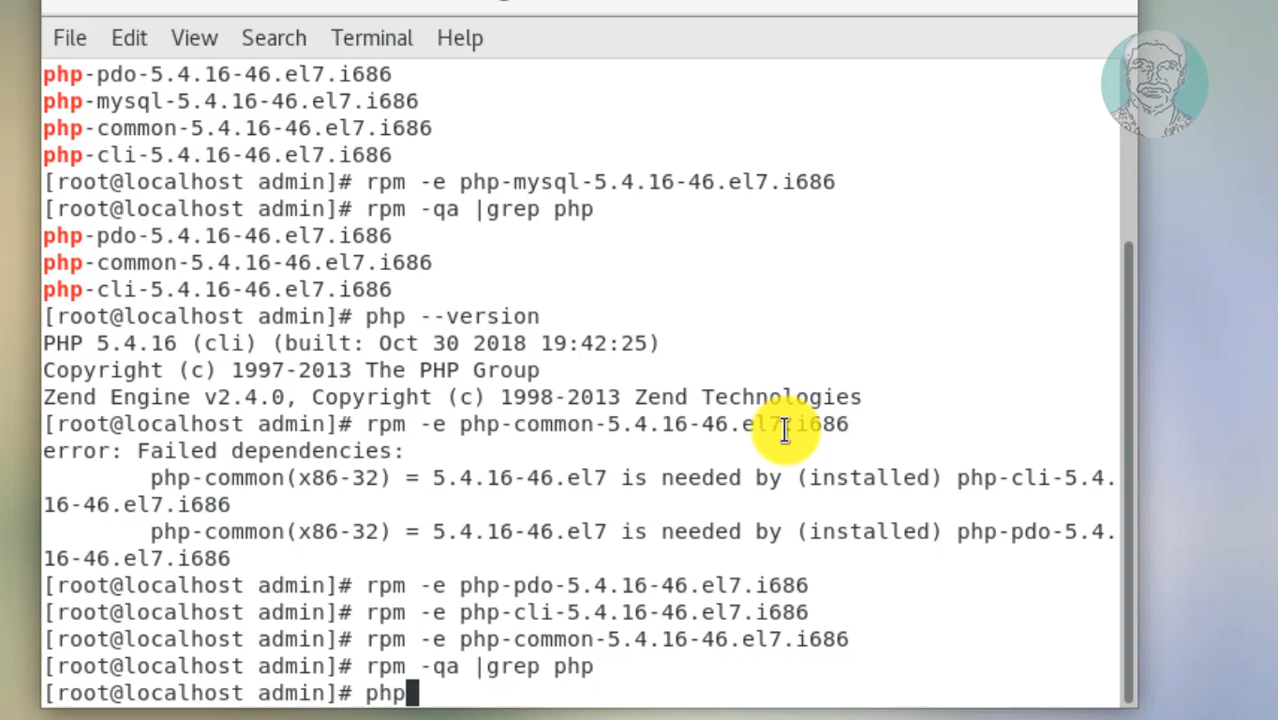 File Edit View Search Terminal Help
php-pdo-5.4.16-46.el7.i686
php-mysql-5.4.16-46.el7.i686
php-common-5.4.16-46.el7.i686
php-cli-5.4.16-46.el7.i686
[root@localhost admin]# rpm -e php-mysql-5.4.16-46.el7.i686
[root@localhost admin]# rpm -qa |grep php
php-pdo-5.4.16-46.el7.i686
php-common-5.4.16-46.el7.i686
php-cli-5.4.16-46.el7.i686
[root@localhost admin]# php --version
PHP 5.4.16 (cli) (built: Oct 30 2018 19:42:25)
Copyright (c) 1997-2013 The PHP Group
Zend Engine v2.4.0, Copyright (c) 1998-2013 Zend Technologies
[root@localhost admin]# rpm -e php-common-5.4.16-46.el7.i686
error: Failed dependencies:
php-common(x86-32) = 5.4.16-46.el7 is needed by (installed) php-cli-5.4.
16-46.el7.i686
php-common(x86-32) = 5.4.16-46.el7 is needed by (installed) php-pdo-5.4.
16-46.el7.i686
[root@localhost admin]# rpm -e php-pdo-5.4.16-46.el7.i686
[root@localhost admin]# rpm -e php-cli-5.4.16-46.el7.i686
[root@localhost admin]# rpm -e php-common-5.4.16-46.el7.i686
[root@localhost admin]# rpm -qa |grep php
[root@localhost admin]# php